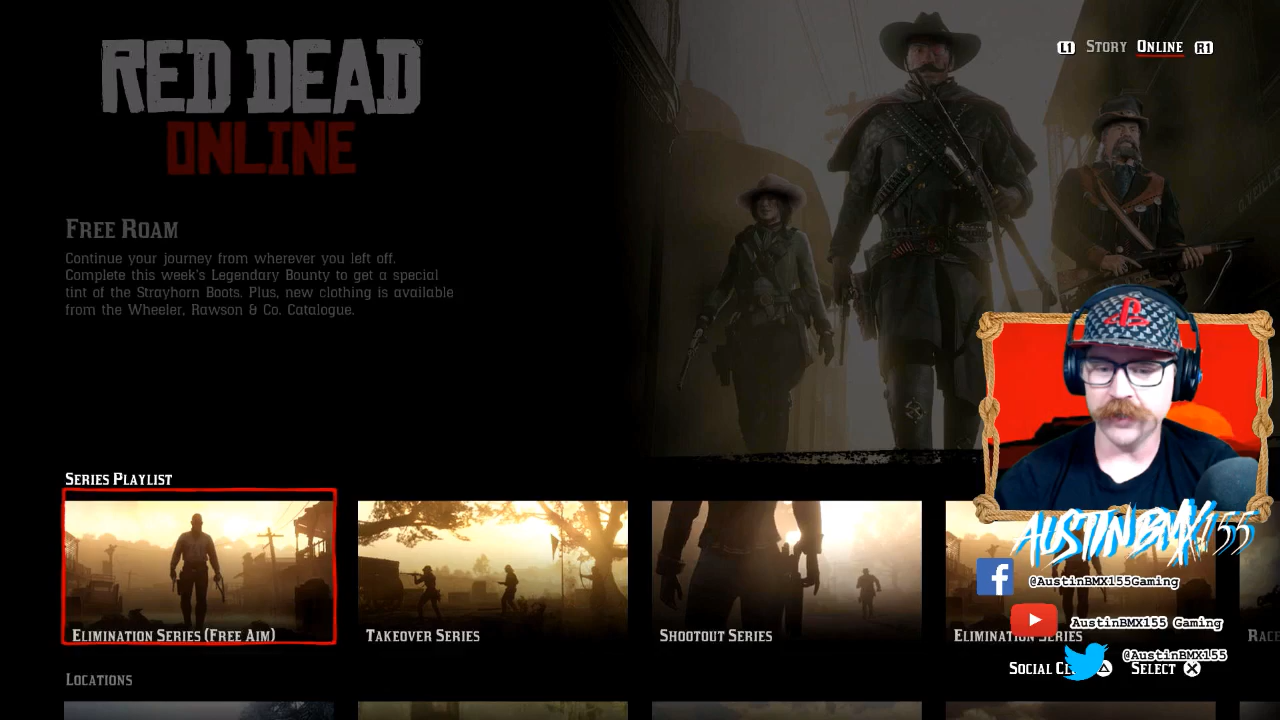 RED DEAD
ONLINE
L1 STORY ONLINE R1
FREE ROAM
Continue your journey from wherever you left off.
Complete this week's Legendary Bounty to get a special
tint of the Strayhorn Boots. Plus, new clothing is available
from the Wheeler, Rawson & Co. Catalogue.
SERIES PLAYLIST
ELIMINATION SERIES (FREE AIM)
TAKEOVER SERIES
SHOOTOUT SERIES
ELIMINATION SERIES
RACE
AUSTINBMX155
@AustinBMX155Gaming
AustinBMX155 Gaming
@AustinBMX155
SOCIAL SELECT
LOCATIONS